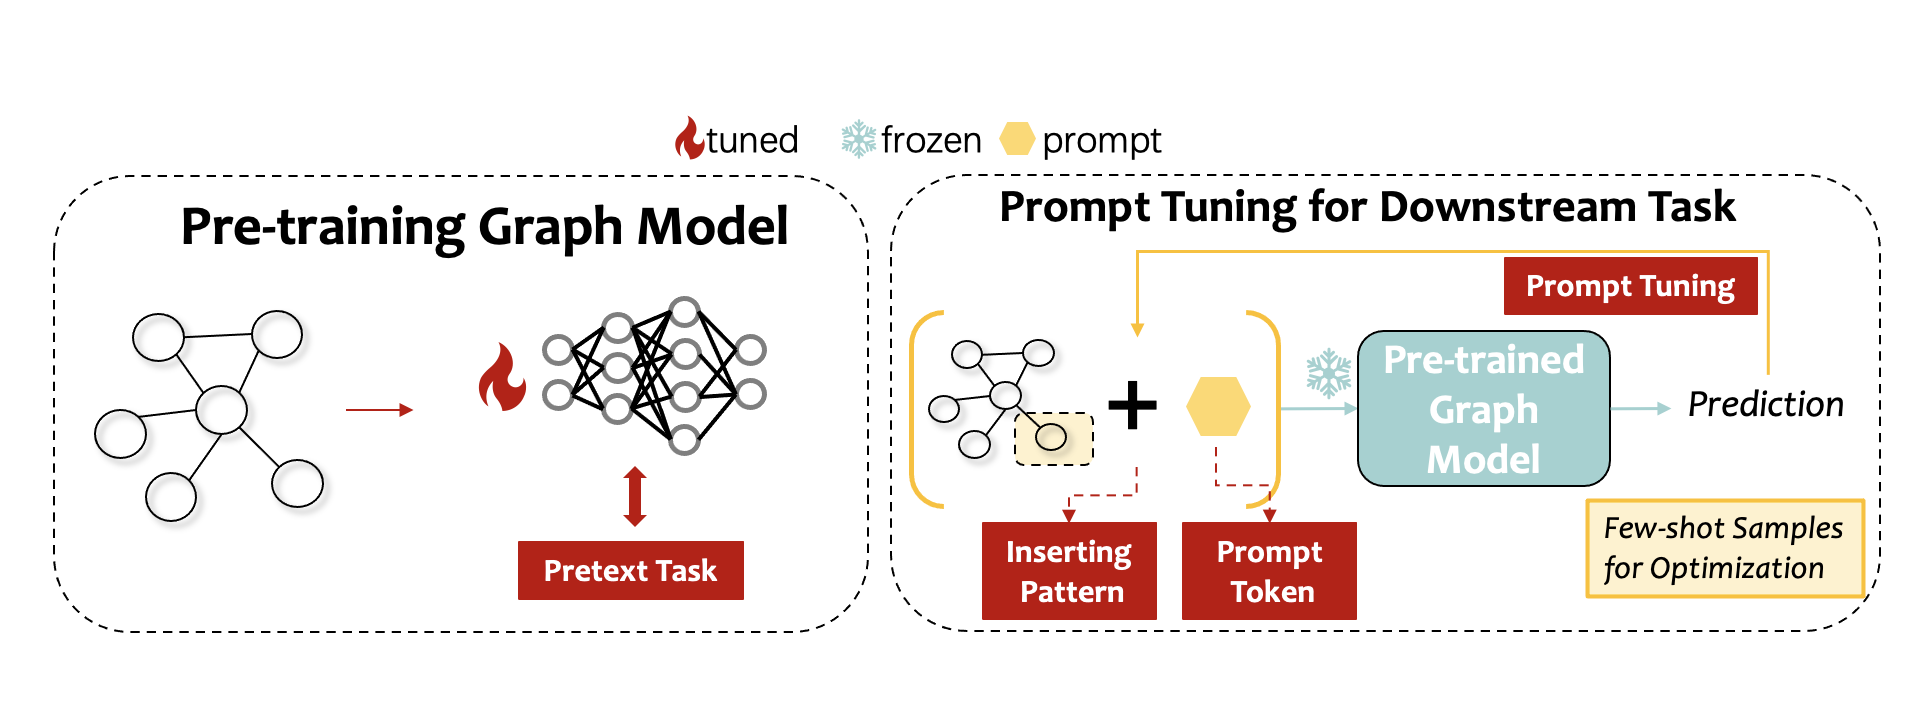 tuned frozen prompt
Pre-training Graph Model
Pretext Task
Prompt Tuning for Downstream Task
Prompt Tuning
Pre-trained
Graph
Model
Prediction
Inserting
Pattern
Prompt
Token
Few-shot Samples
for Optimization